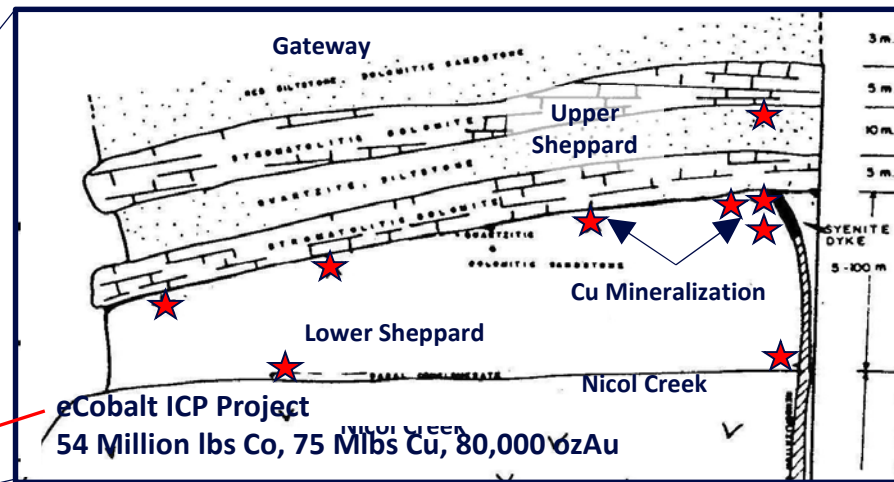 Gateway
RED SILTSTONE, DOLOMITIC SANDSTONE
3 m.
5 m
Upper
Sheppard
10 m.
STROMATOLITIC DOLOMITE
5 m.
QUARTZITE, SILTSTONE
STROMATOLITIC DOLOMITE
QUARTZITIC
&
DOLOMITIC SANDSTONE
SYENITE
DYKE
5-100 m
Cu Mineralization
Lower Sheppard
BASAL CONGLOMERATE
Nicol Creek
eCobalt ICP Project
Nicol Creek
54 Million lbs Co, 75 Mlbs Cu, 80,000 ozAu